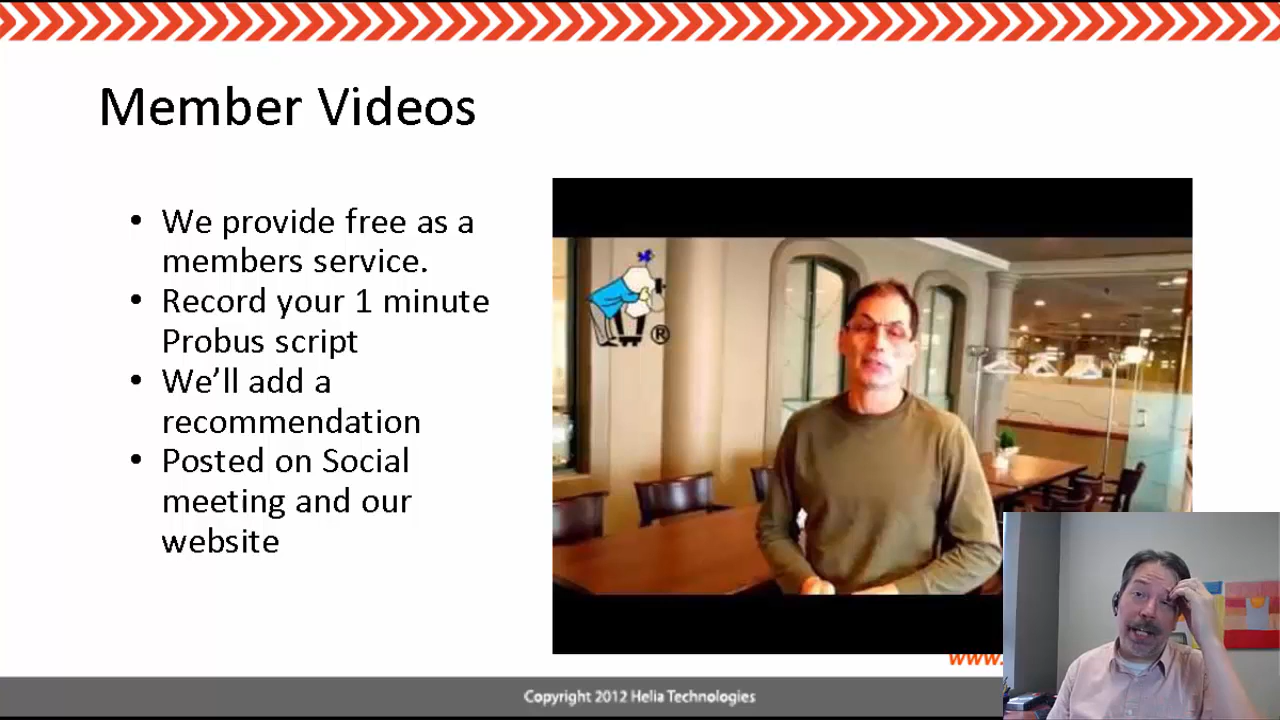 Member Videos
• We provide free as a
members service.
• Record your 1 minute
Probus script
• We’ll add a
recommendation
• Posted on Social
meeting and our
website
®
www.
Copyright 2012 Helia Technologies